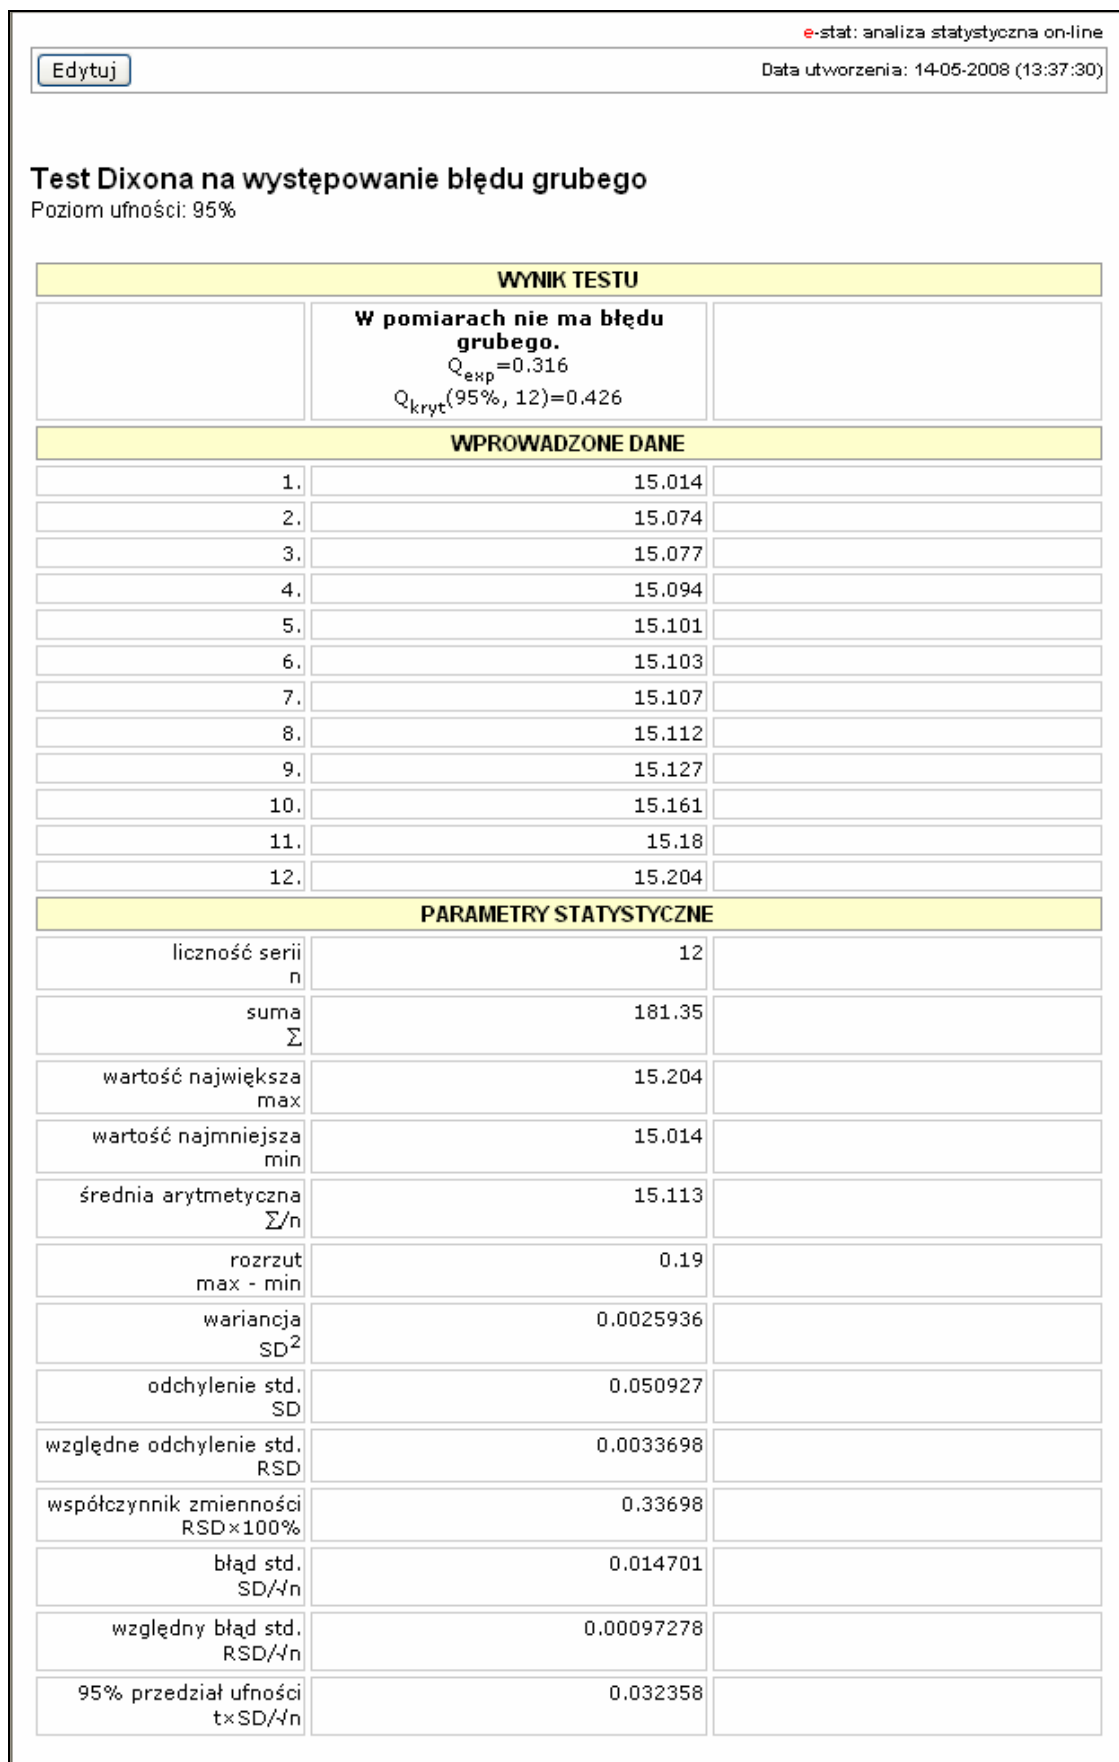 e-stat: analiza statystyczna on-line
Edytuj Data utworzenia: 14-05-2008 (13:37:30)
Test Dixona na występowanie błędu grubego
Poziom ufności: 95%
WYNIK TESTU
W pomiarach nie ma błędu
grubego.
Qexp=0.316
Qkryt(95%, 12)=0.426
WPROWADZONE DANE
1. 15.014
2. 15.074
3. 15.077
4. 15.094
5. 15.101
6. 15.103
7. 15.107
8. 15.112
9. 15.127
10. 15.161
11. 15.18
12. 15.204
PARAMETRY STATYSTYCZNE
liczność serii 12
n
suma 181.35
Σ
wartość największa 15.204
max
wartość najmniejsza 15.014
min
średnia arytmetyczna 15.113
Σ/n
rozrzut 0.19
max - min
wariancja 0.0025936
SD²
odchylenie std. 0.050927
SD
względne odchylenie std. 0.0033698
RSD
współczynnik zmienności 0.33698
RSD×100%
błąd std. 0.014701
SD/√n
względny błąd std. 0.00097278
RSD/√n
95% przedział ufności 0.032358
t×SD/√n